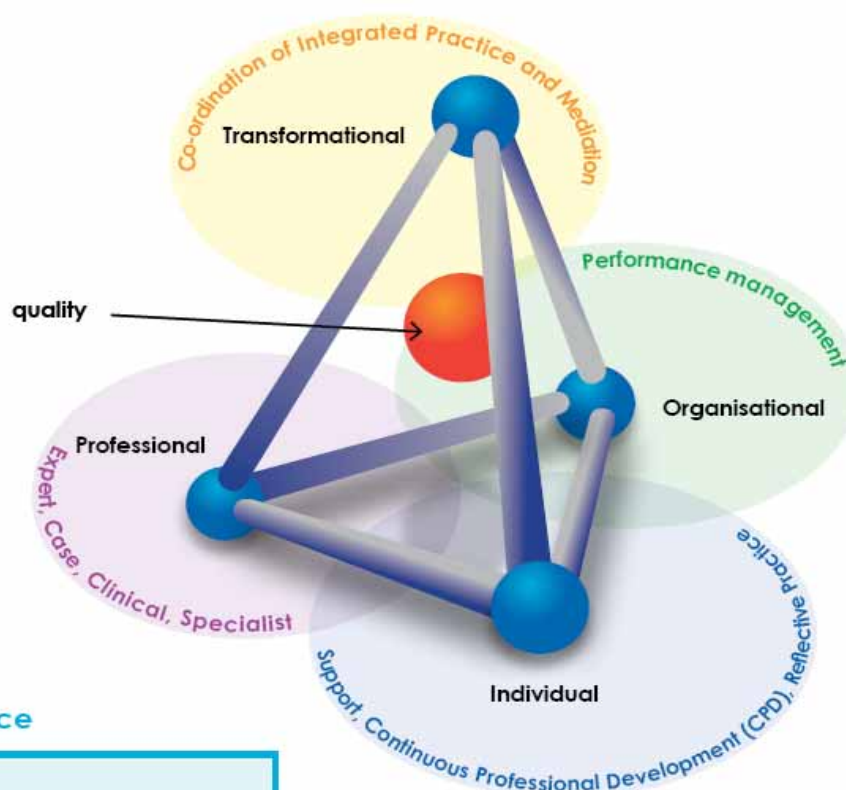 Co-ordination of Integrated Practice and Mediation
Transformational
Performance management
quality
Organisational
Professional
Expert, Case, Clinical, Specialist
Support, Continuous Professional Development (CPD), Reflective Practice
Individual